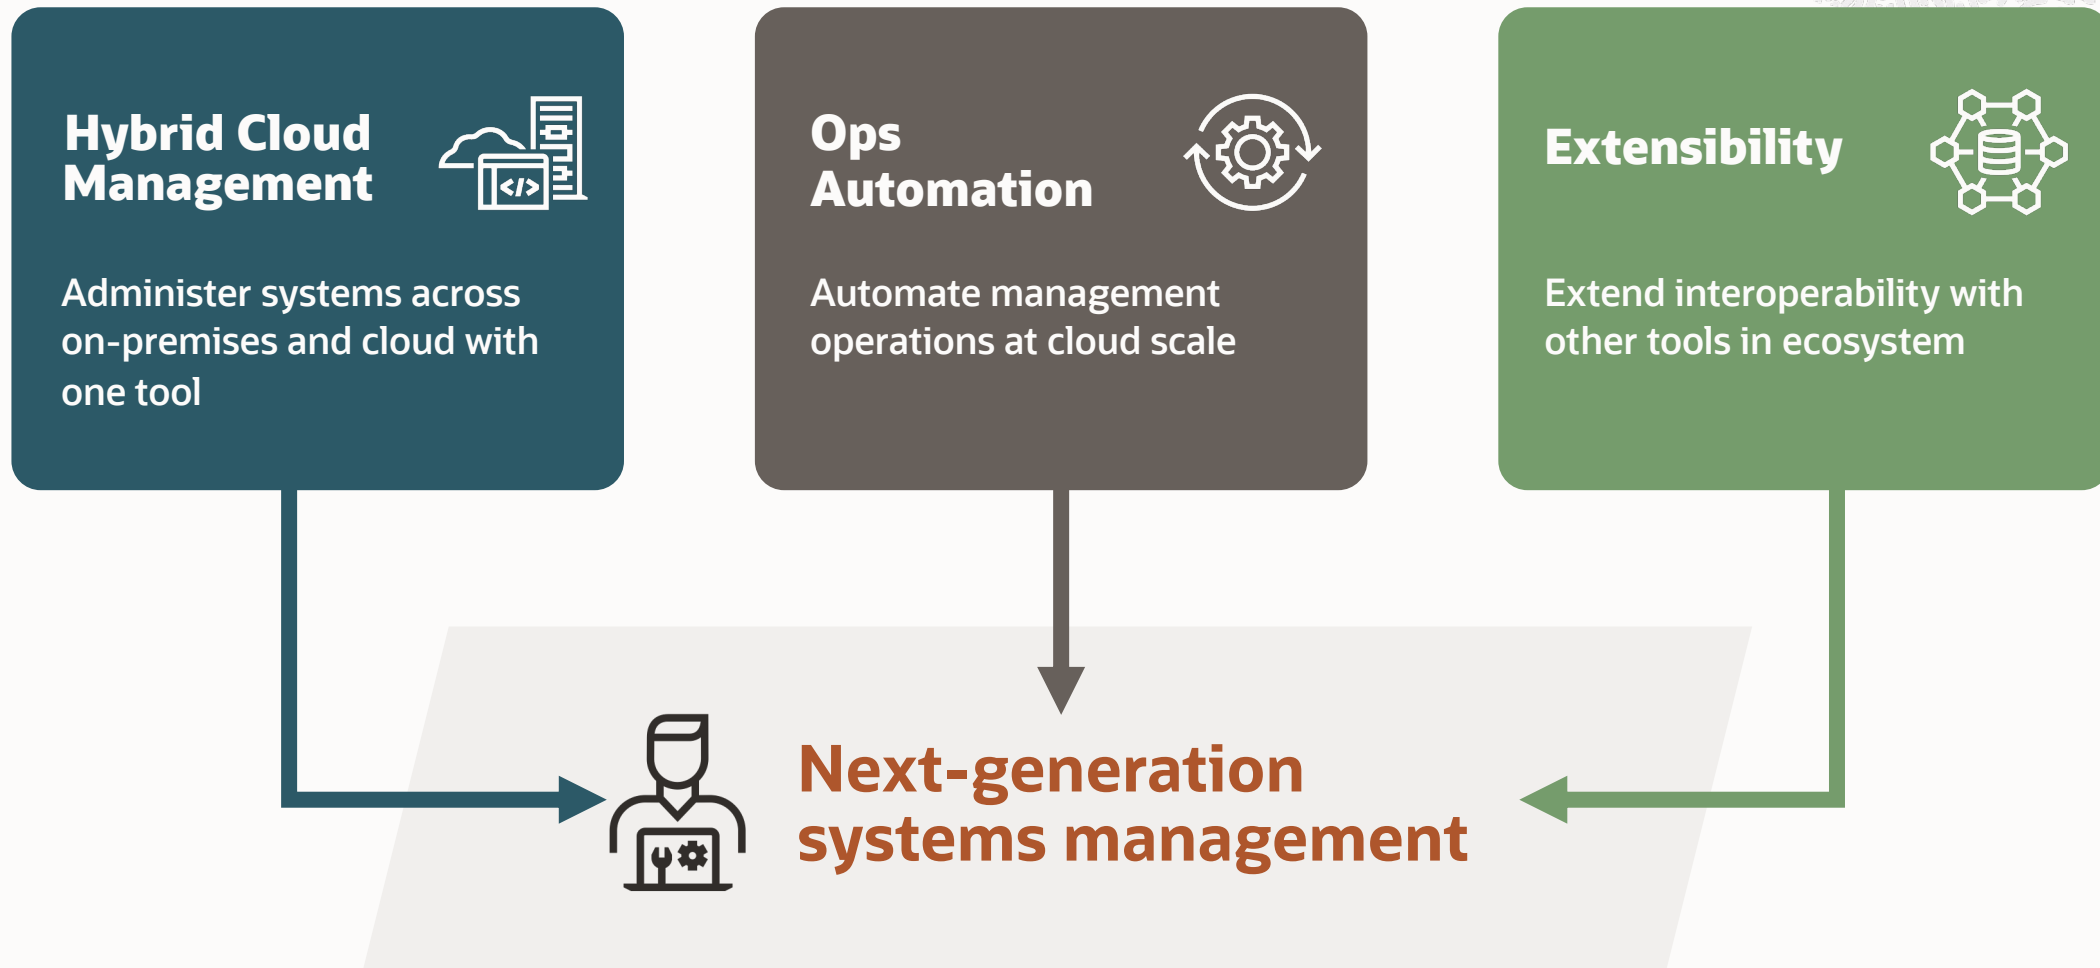 Hybrid Cloud
Management
Administer systems across
on-premises and cloud with
one tool
Ops
Automation
Automate management
operations at cloud scale
Extensibility
Extend interoperability with
other tools in ecosystem
</>
Next-generation
systems management